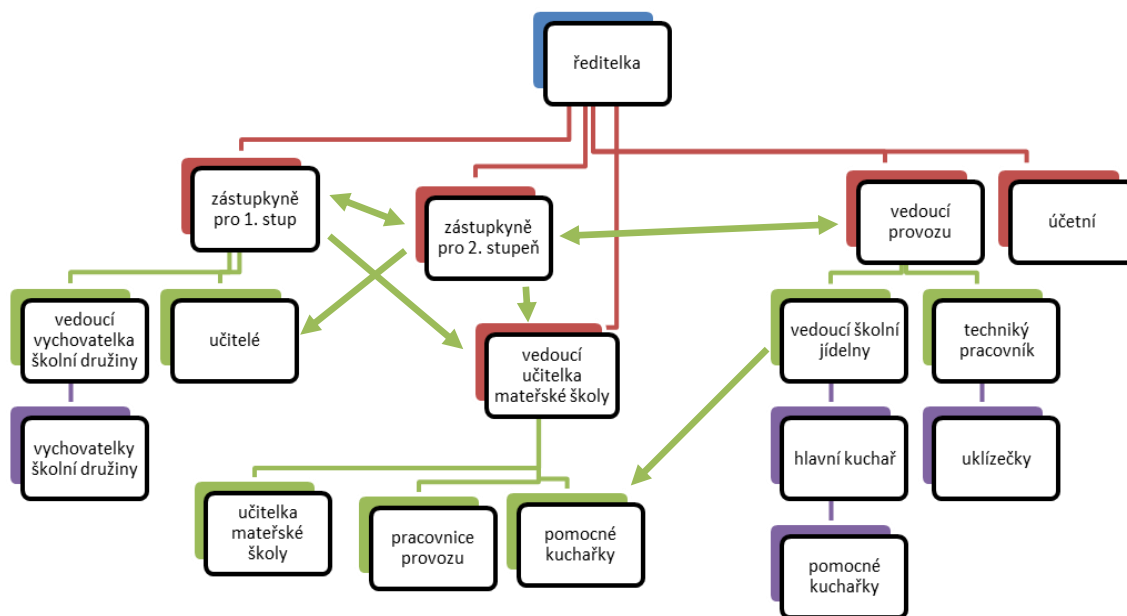 ředitelka
zástupkyně
pro 1. stup
zástupkyně
pro 2. stupeň
vedoucí
provozu
účetní
vedoucí
vychovatelka
školní družiny
učitelé
vedoucí
učitelka
mateřské školy
vedoucí školní
jídelny
techniký
pracovník
vychovatelky
školní družiny
hlavní kuchař
uklízečky
učitelka
mateřské
školy
pracovnice
provozu
pomocné
kuchařky
pomocné
kuchařky